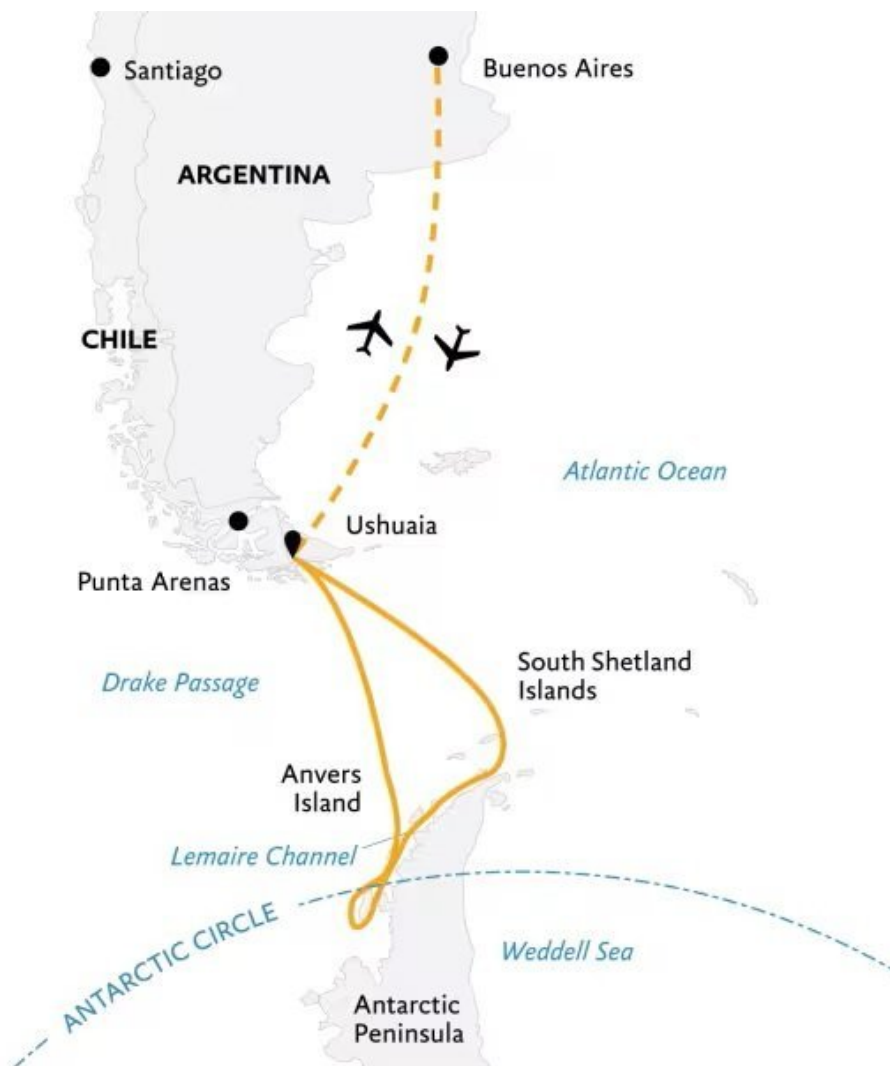 Santiago
Buenos Aires
ARGENTINA
CHILE
Atlantic Ocean
Ushuaia
Punta Arenas
South Shetland
Islands
Drake Passage
Anvers
Island
Lemaire Channel
ANTARCTIC CIRCLE
Weddell Sea
Antarctic
Peninsula